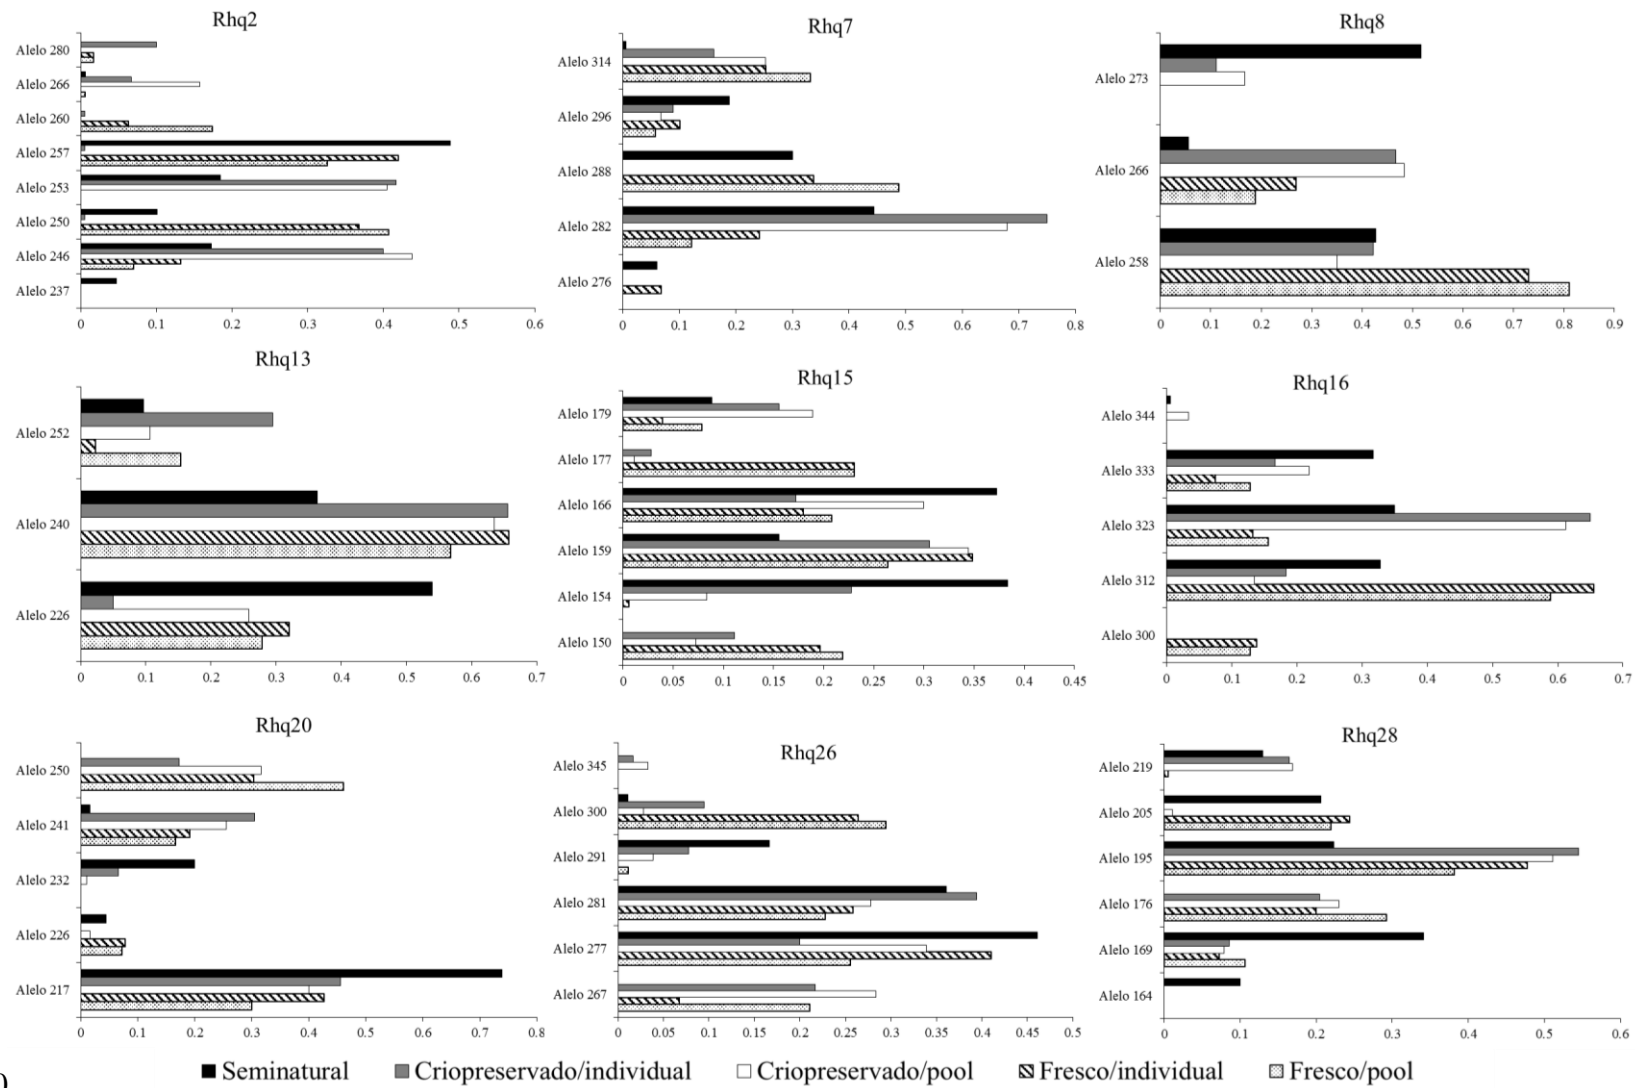 Rhq2
Alelo 280
Alelo 266
Alelo 260
Alelo 257
Alelo 253
Alelo 250
Alelo 246
Alelo 237
0 0.1 0.2 0.3 0.4 0.5 0.6
Rhq7
Alelo 314
Alelo 296
Alelo 288
Alelo 282
Alelo 276
0 0.1 0.2 0.3 0.4 0.5 0.6 0.7 0.8
Rhq8
Alelo 273
Alelo 266
Alelo 258
0 0.1 0.2 0.3 0.4 0.5 0.6 0.7 0.8 0.9
Rhq13
Alelo 252
Alelo 240
Alelo 226
0 0.1 0.2 0.3 0.4 0.5 0.6 0.7
Rhq15
Alelo 179
Alelo 177
Alelo 166
Alelo 159
Alelo 154
Alelo 150
0 0.05 0.1 0.15 0.2 0.25 0.3 0.35 0.4 0.45
Rhq16
Alelo 344
Alelo 333
Alelo 323
Alelo 312
Alelo 300
0 0.1 0.2 0.3 0.4 0.5 0.6 0.7
Rhq20
Alelo 250
Alelo 241
Alelo 232
Alelo 226
Alelo 217
0 0.1 0.2 0.3 0.4 0.5 0.6 0.7 0.8
Rhq26
Alelo 345
Alelo 300
Alelo 291
Alelo 281
Alelo 277
Alelo 267
0 0.05 0.1 0.15 0.2 0.25 0.3 0.35 0.4 0.45 0.5
Rhq28
Alelo 219
Alelo 205
Alelo 195
Alelo 176
Alelo 169
Alelo 164
0 0.1 0.2 0.3 0.4 0.5 0.6
Seminatural Criopreservado/individual Criopreservado/pool Fresco/individual Fresco/pool